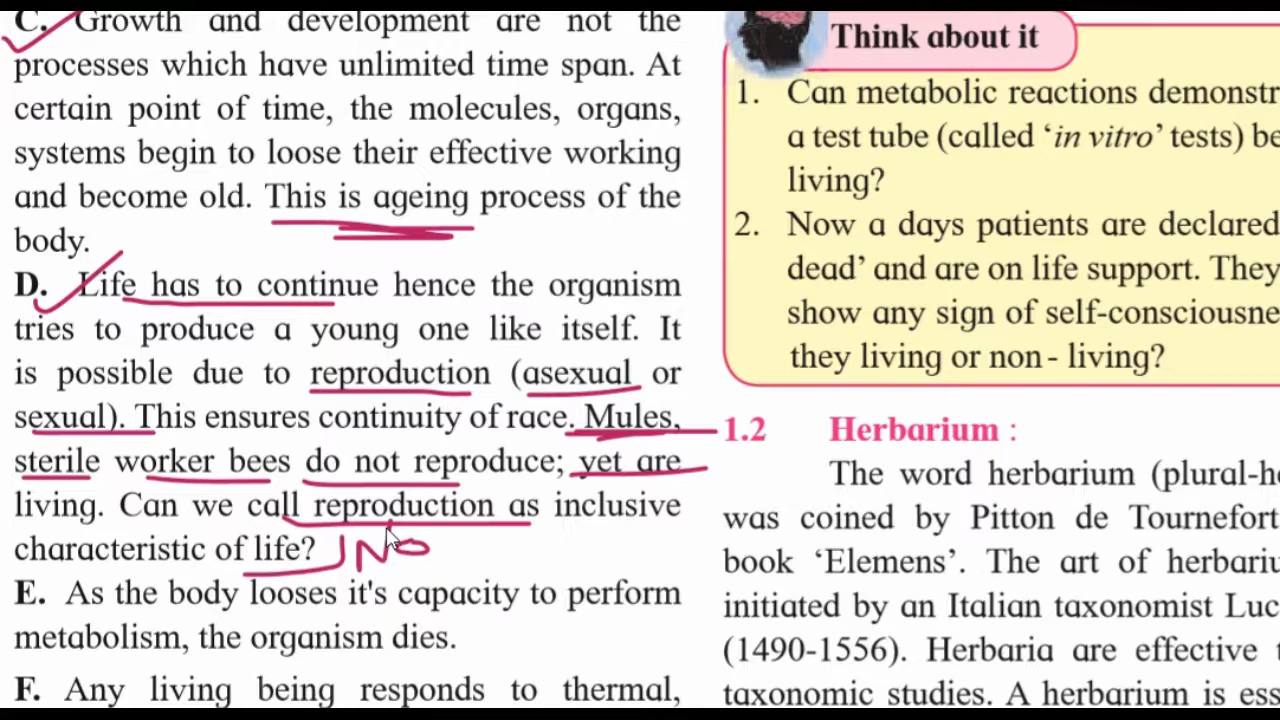 C. Growth and development are not the
processes which have unlimited time span. At
certain point of time, the molecules, organs,
systems begin to loose their effective working
and become old. This is ageing process of the
body.
D. Life has to continue hence the organism
tries to produce a young one like itself. It
is possible due to reproduction (asexual or
sexual). This ensures continuity of race. Mules,
sterile worker bees do not reproduce; yet are
living. Can we call reproduction as inclusive
characteristic of life? NO
E. As the body looses it's capacity to perform
metabolism, the organism dies.
F. Any living being responds to thermal,
Think about it
1. Can metabolic reactions demonstr
a test tube (called ‘in vitro’ tests) be
living?
2. Now a days patients are declared
dead’ and are on life support. They
show any sign of self-consciousne
they living or non - living?
1.2 Herbarium :
The word herbarium (plural-he
was coined by Pitton de Tournefort
book ‘Elemens’. The art of herbariu
initiated by an Italian taxonomist Luc
(1490-1556). Herbaria are effective t
taxonomic studies. A herbarium is ess